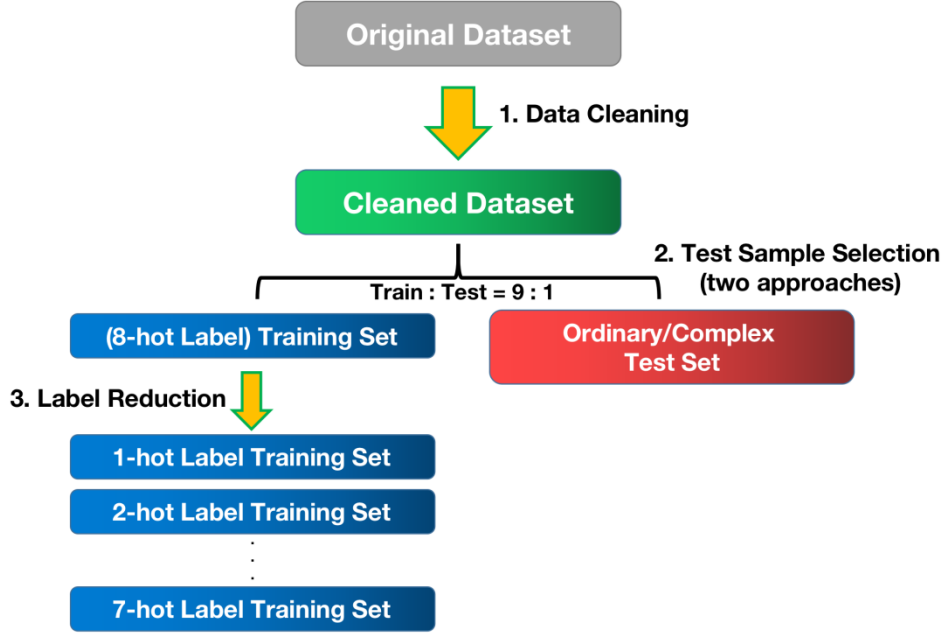 Original Dataset
1. Data Cleaning
Cleaned Dataset
2. Test Sample Selection
(two approaches)
Train : Test = 9 : 1
(8-hot Label) Training Set
Ordinary/Complex
Test Set
3. Label Reduction
1-hot Label Training Set
2-hot Label Training Set
7-hot Label Training Set